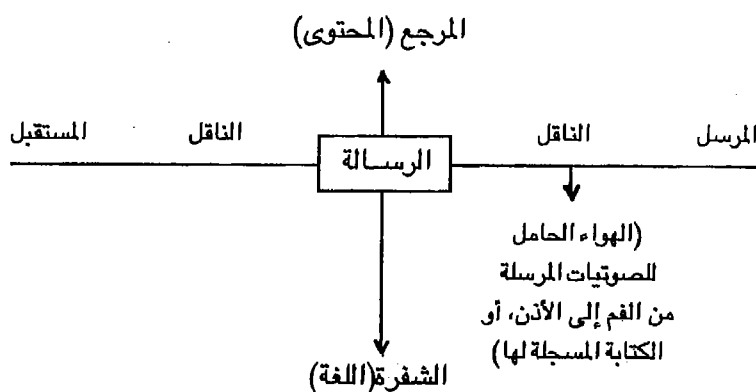 المرجع (المحتوى)
المرسل الناقل الناقل المستقبل
الرسالة
(الهواء الحامل
للصوتيات المرسلة
من الفم إلى الأذن، أو
الكتابة المسجلة لها)
الشفرة(اللغة)